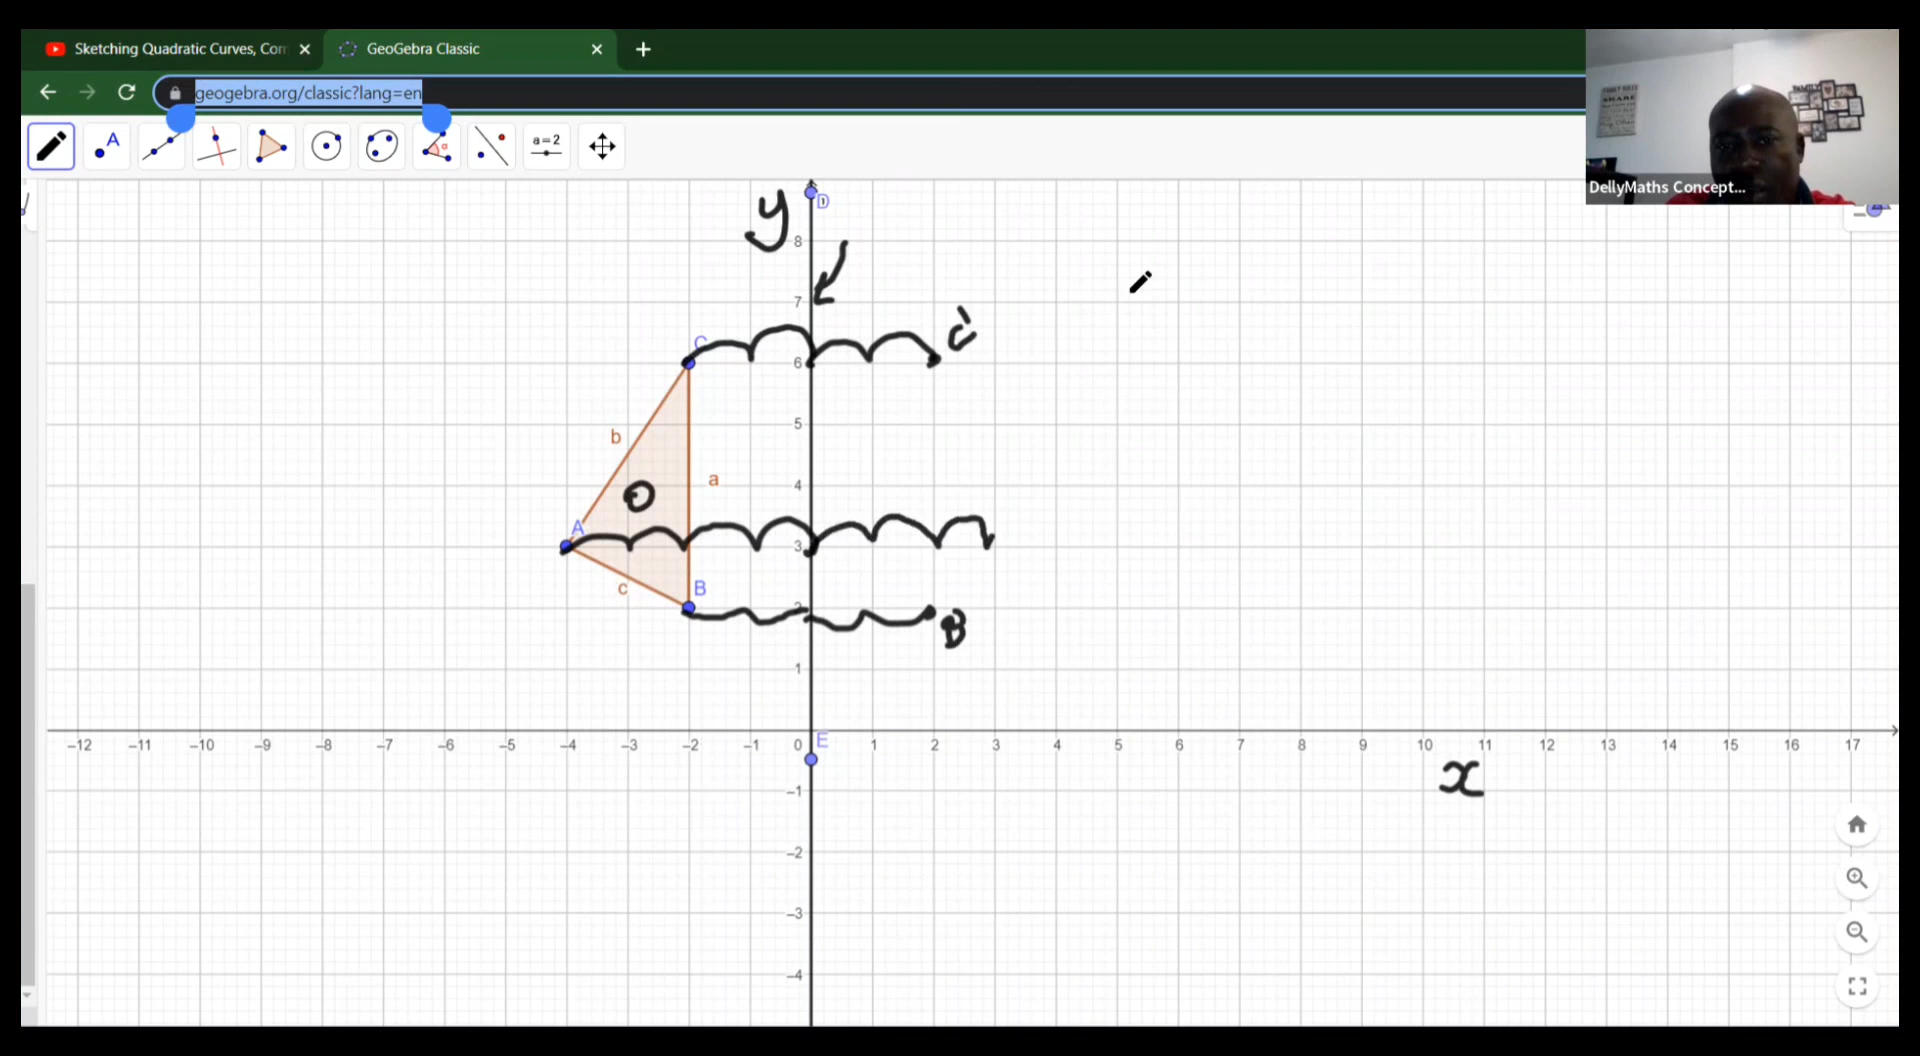 Sketching Quadratic Curves, Con
GeoGebra Classic
geogebra.org/classic?lang=en
A
a=2
FAMILY
SHARE
DellyMaths Concept...
y
D
8
7
C
C'
6
5
b
a
4
O
A
3
c
B
2
B'
1
-12 -11 -10 -9 -8 -7 -6 -5 -4 -3 -2 -1 0 E 1 2 3 4 5 6 7 8 9 10 11 12 13 14 15 16 17
x
-1
-2
-3
-4